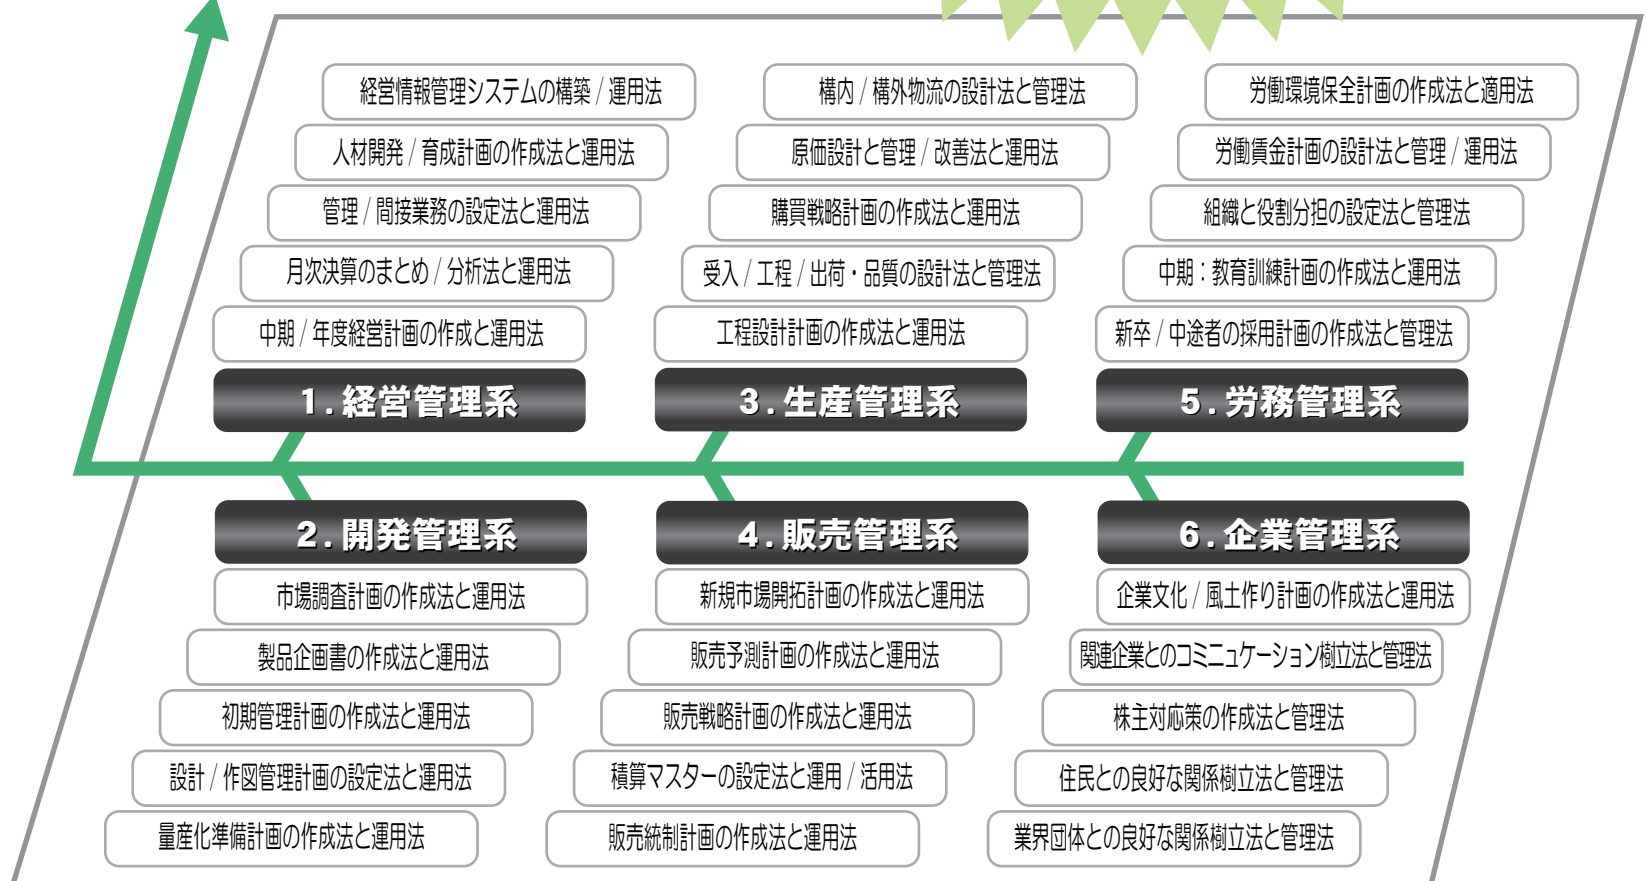 経営情報管理システムの構築 / 運用法
人材開発 / 育成計画の作成法と運用法
管理 / 間接業務の設定法と運用法
月次決算のまとめ / 分析法と運用法
中期 / 年度経営計画の作成と運用法
1.経営管理系
構内 / 構外物流の設計法と管理法
原価設計と管理 / 改善法と運用法
購買戦略計画の作成法と運用法
受入 / 工程 / 出荷・品質の設計法と管理法
工程設計計画の作成法と運用法
3.生産管理系
労働環境保全計画の作成法と適用法
労働賃金計画の設計法と管理 / 運用法
組織と役割分担の設定法と管理法
中期：教育訓練計画の作成法と運用法
新卒 / 中途者の採用計画の作成法と管理法
5.労務管理系
2.開発管理系
市場調査計画の作成法と運用法
製品企画書の作成法と運用法
初期管理計画の作成法と運用法
設計 / 作図管理計画の設定法と運用法
量産化準備計画の作成法と運用法
4.販売管理系
新規市場開拓計画の作成法と運用法
販売予測計画の作成法と運用法
販売戦略計画の作成法と運用法
積算マスターの設定法と運用 / 活用法
販売統制計画の作成法と運用法
6.企業管理系
企業文化 / 風土作り計画の作成法と運用法
関連企業とのコミニュケーション樹立法と管理法
株主対応策の作成法と管理法
住民との良好な関係樹立法と管理法
業界団体との良好な関係樹立法と管理法